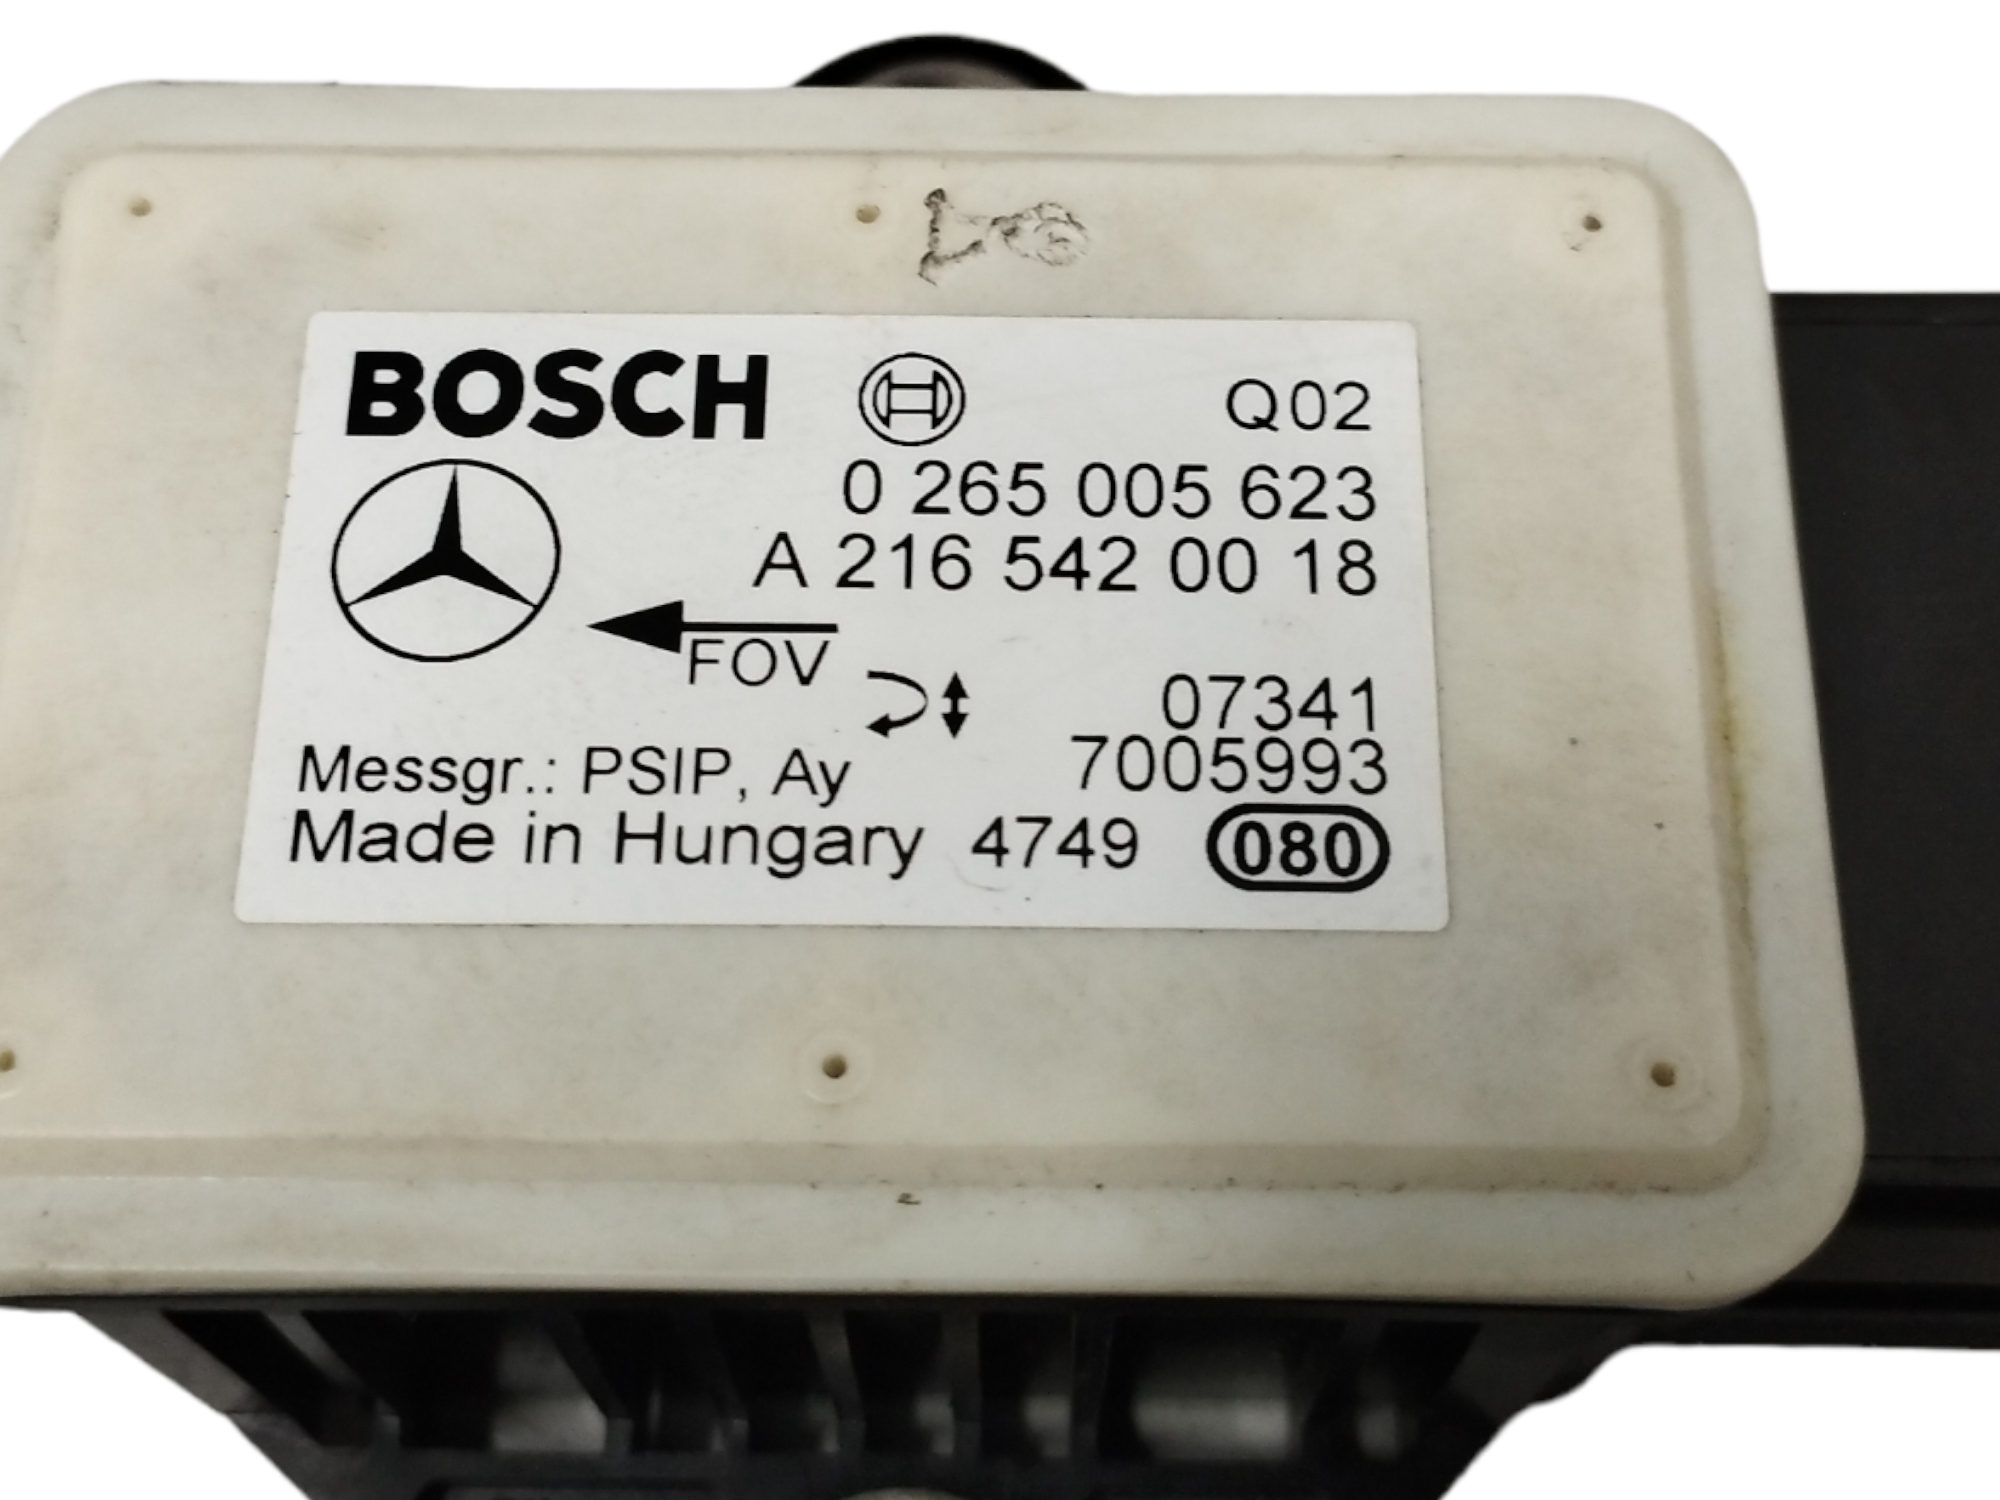 BOSCH Q02
0 265 005 623
A 216 542 00 18
FOV
07341
Messgr.: PSIP, Ay 7005993
Made in Hungary 4749 080